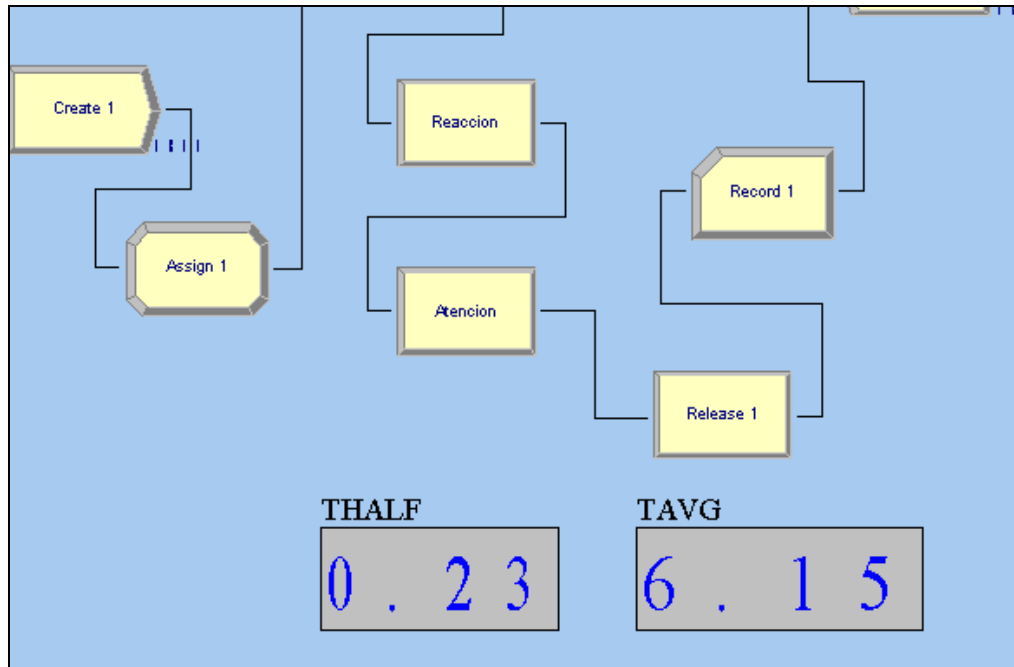 Create 1
Reaccion
Record 1
Assign 1
Atencion
Release 1
THALF
0.23
TAVG
6.15